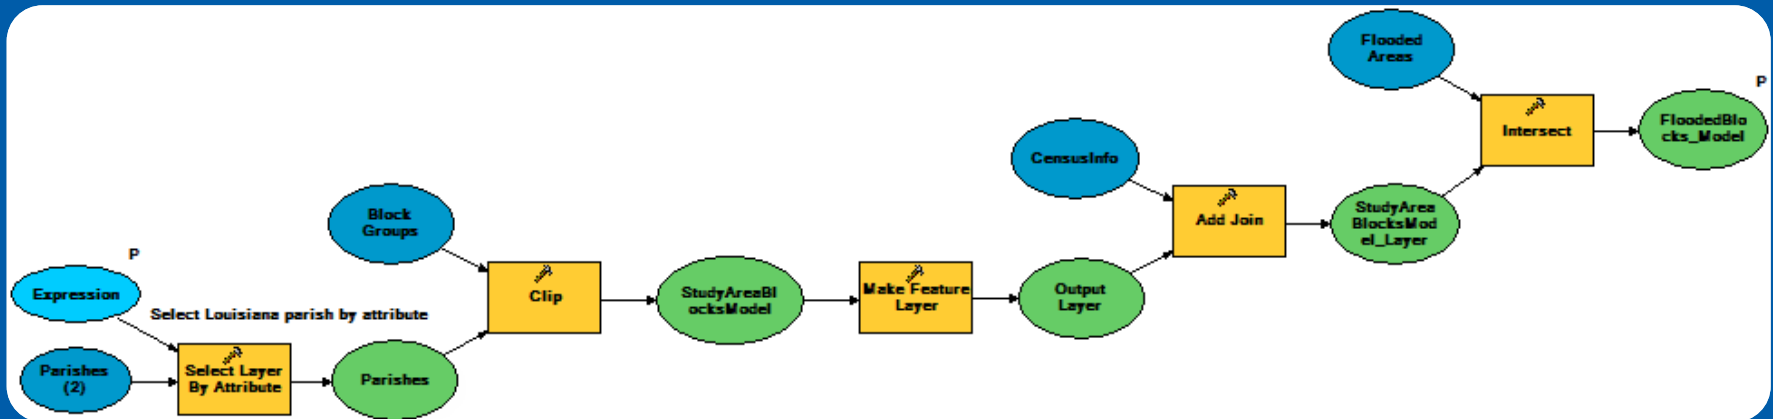 Expression
P
Select Louisiana parish by attribute
Parishes
(2)
Select Layer
By Attribute
Parishes
Block
Groups
Clip
StudyAreaBl
ocksModel
Make Feature
Layer
Output
Layer
CensusInfo
Add Join
StudyArea
BlocksMod
el_Layer
Flooded
Areas
Intersect
FloodedBlo
cks_Model
P